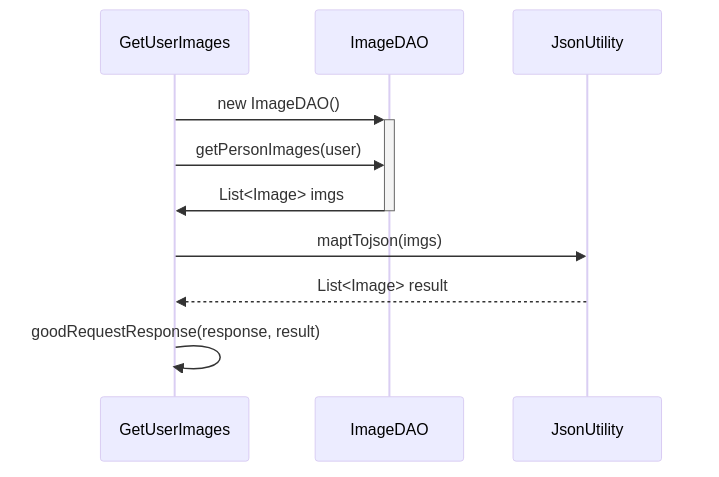 GetUserImages ImageDAO JsonUtility
new ImageDAO()
getPersonImages(user)
List<Image> imgs
maptTojson(imgs)
List<Image> result
goodRequestResponse(response, result)
GetUserImages ImageDAO JsonUtility